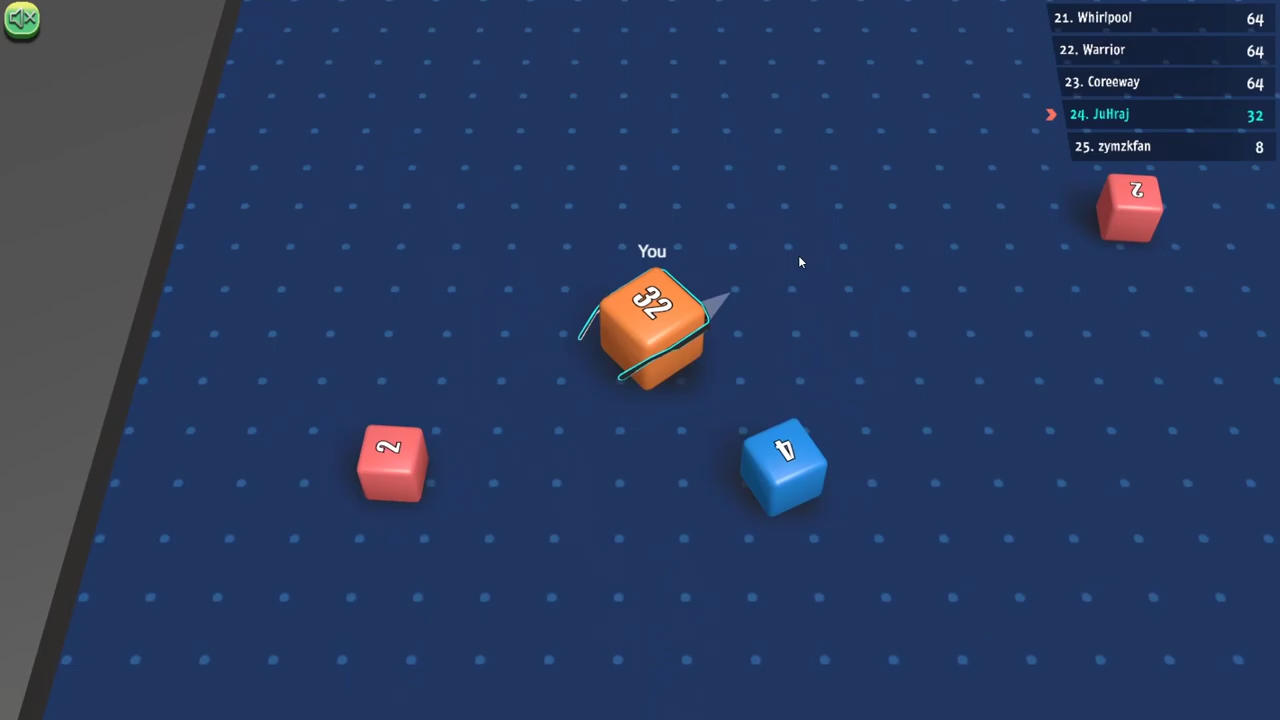 21. Whirlpool 64
22. Warrior 64
23. Coreeway 64
24. JuHraj 32
25. zymzkfan 8
2
You
32
2
4